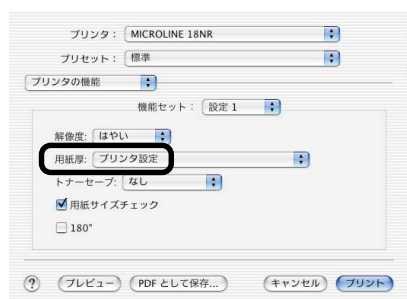 プリンタ： MICROLINE 18NR
プリセット： 標準
プリンタの機能
機能セット： 設定 1
解像度: はやい
用紙厚: プリンタ設定
トナーセーブ: なし
用紙サイズチェック
180°
? プレビュー PDF として保存... キャンセル プリント